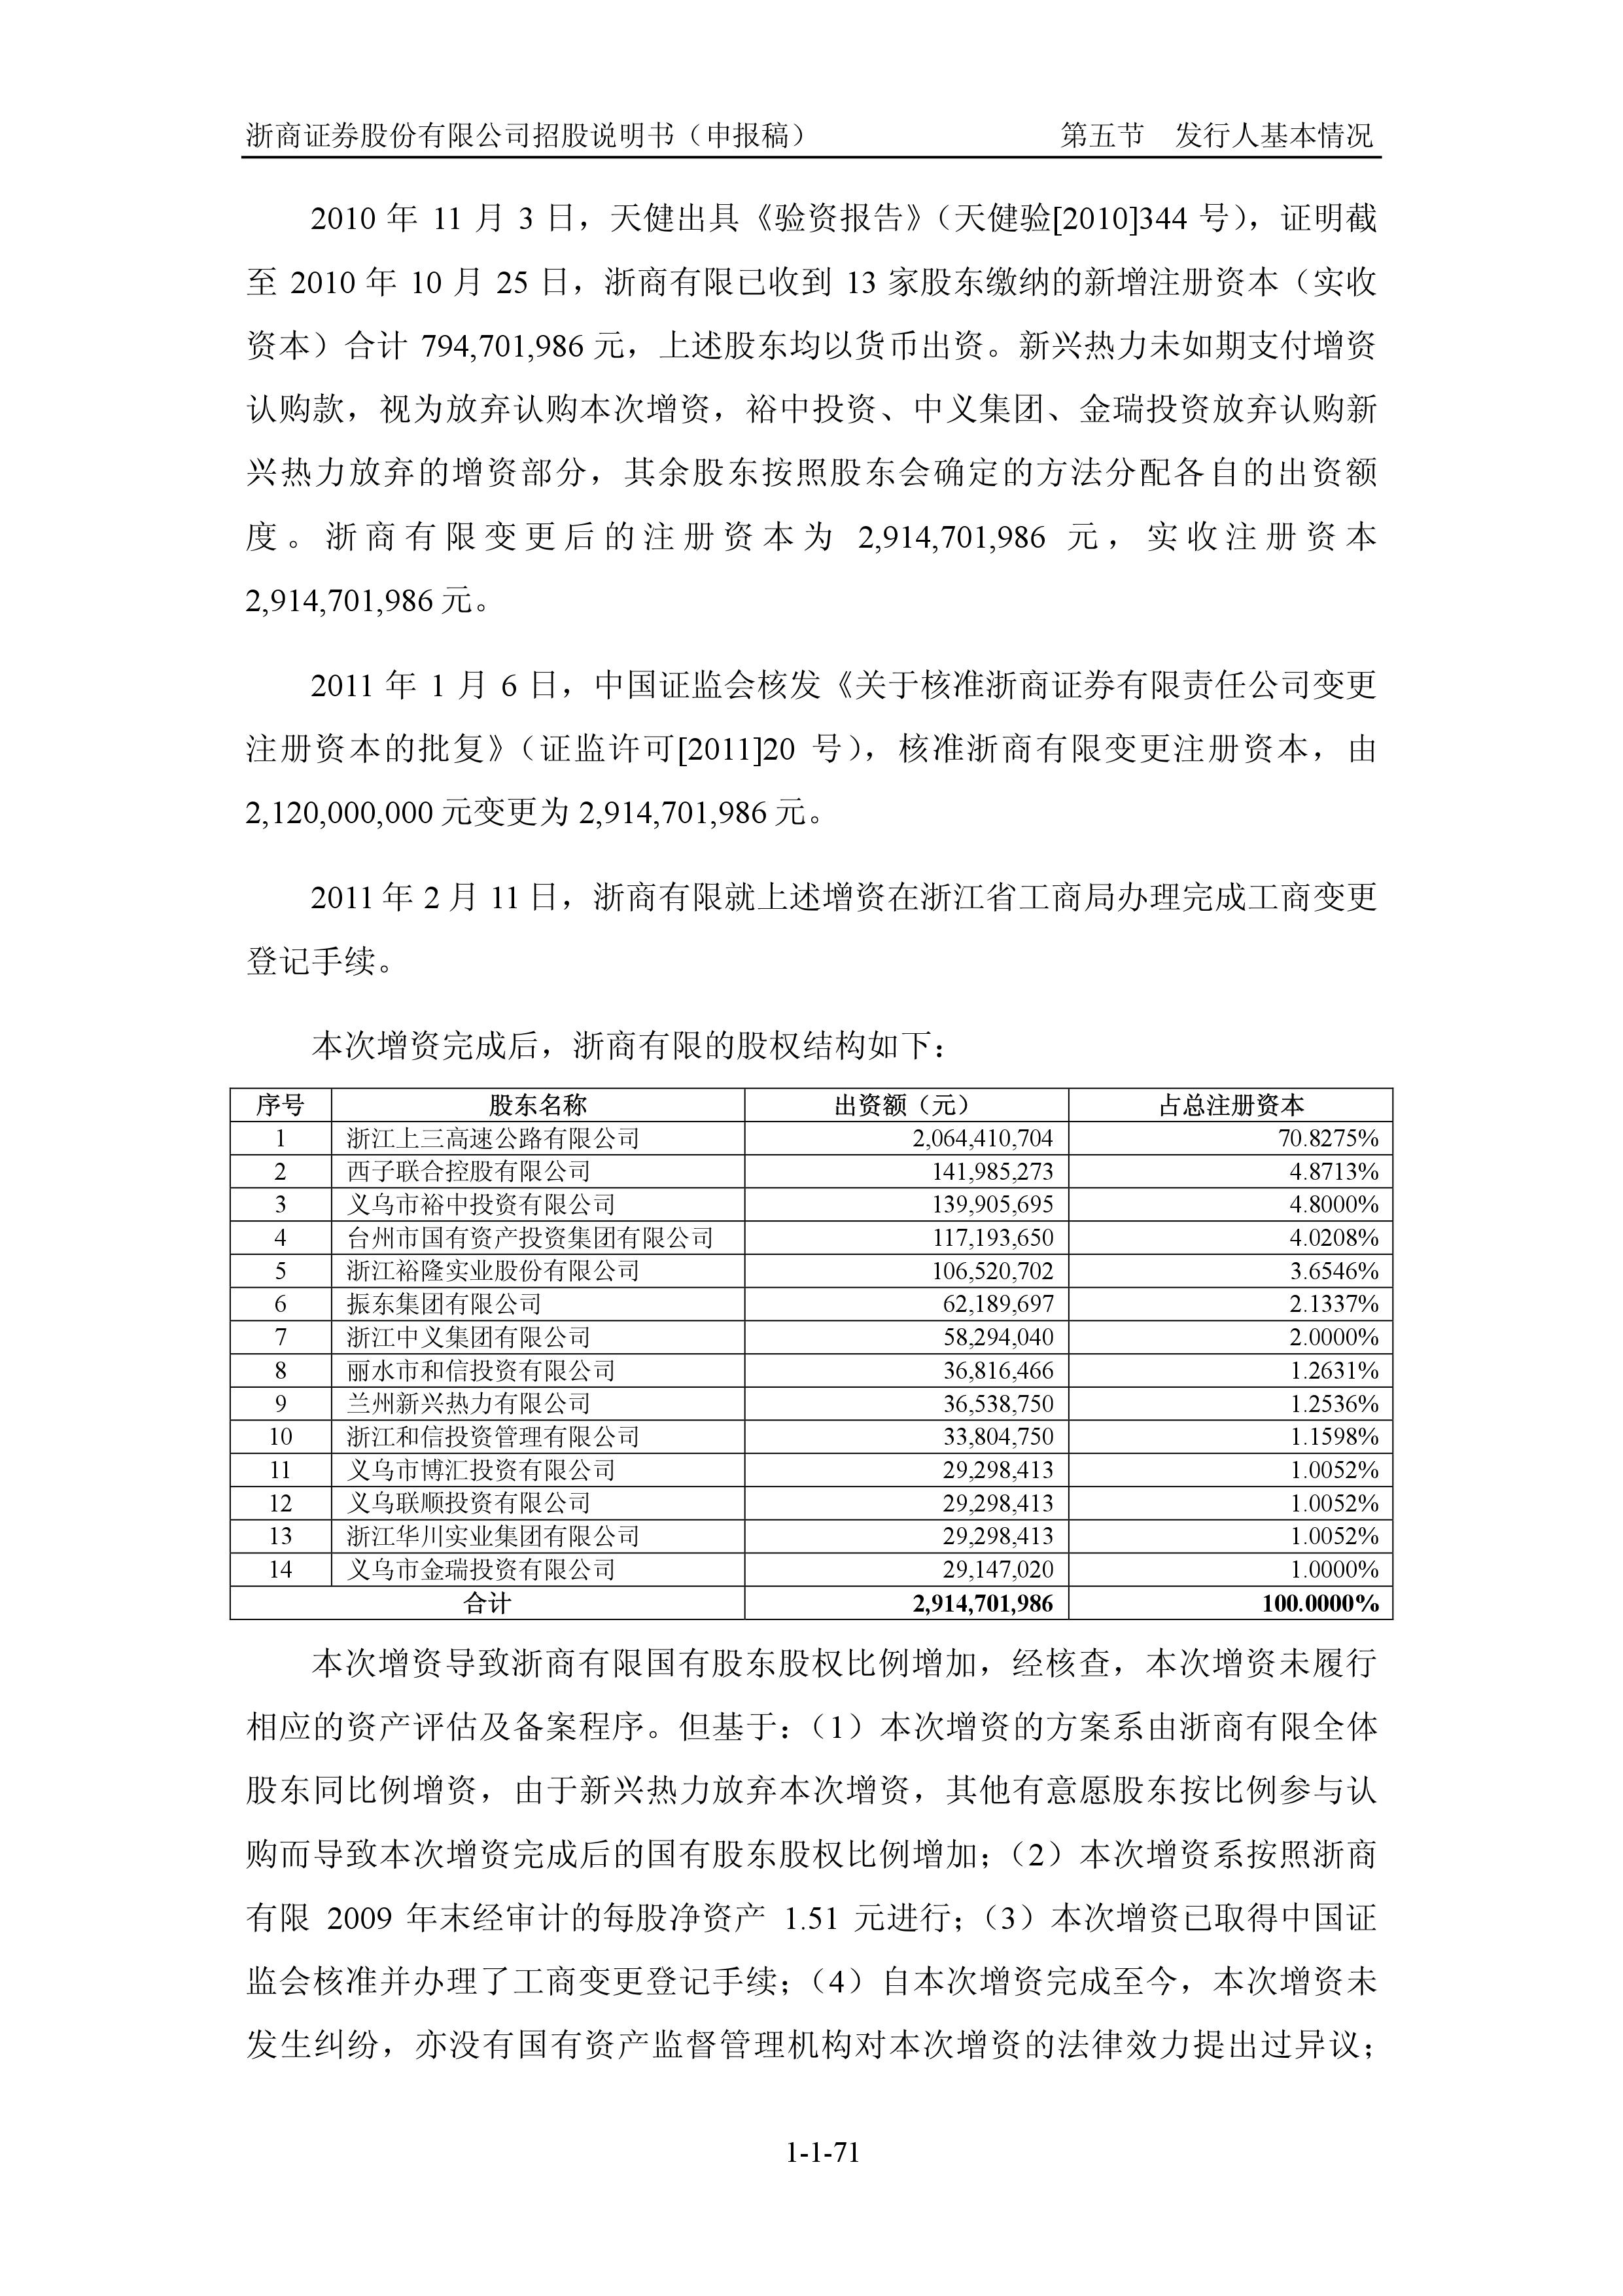 浙商证券股份有限公司招股说明书（申报稿） 第五节 发行人基本情况
2010 年 11 月 3 日，天健出具《验资报告》（天健验[2010]344 号），证明截
至 2010 年 10 月 25 日，浙商有限已收到 13 家股东缴纳的新增注册资本（实收
资本）合计 794,701,986 元，上述股东均以货币出资。新兴热力未如期支付增资
认购款，视为放弃认购本次增资，裕中投资、中义集团、金瑞投资放弃认购新
兴热力放弃的增资部分，其余股东按照股东会确定的方法分配各自的出资额
度。浙商有限变更后的注册资本为 2,914,701,986 元，实收注册资本
2,914,701,986 元。
2011 年 1 月 6 日，中国证监会核发《关于核准浙商证券有限责任公司变更
注册资本的批复》（证监许可[2011]20 号），核准浙商有限变更注册资本，由
2,120,000,000 元变更为 2,914,701,986 元。
2011 年 2 月 11 日，浙商有限就上述增资在浙江省工商局办理完成工商变更
登记手续。
本次增资完成后，浙商有限的股权结构如下：
序号 股东名称 出资额（元） 占总注册资本
1 浙江上三高速公路有限公司 2,064,410,704 70.8275%
2 西子联合控股有限公司 141,985,273 4.8713%
3 义乌市裕中投资有限公司 139,905,695 4.8000%
4 台州市国有资产投资集团有限公司 117,193,650 4.0208%
5 浙江裕隆实业股份有限公司 106,520,702 3.6546%
6 振东集团有限公司 62,189,697 2.1337%
7 浙江中义集团有限公司 58,294,040 2.0000%
8 丽水市和信投资有限公司 36,816,466 1.2631%
9 兰州新兴热力有限公司 36,538,750 1.2536%
10 浙江和信投资管理有限公司 33,804,750 1.1598%
11 义乌市博汇投资有限公司 29,298,413 1.0052%
12 义乌联顺投资有限公司 29,298,413 1.0052%
13 浙江华川实业集团有限公司 29,298,413 1.0052%
14 义乌市金瑞投资有限公司 29,147,020 1.0000%
合计 2,914,701,986 100.0000%
本次增资导致浙商有限国有股东股权比例增加，经核查，本次增资未履行
相应的资产评估及备案程序。但基于：（1）本次增资的方案系由浙商有限全体
股东同比例增资，由于新兴热力放弃本次增资，其他有意愿股东按比例参与认
购而导致本次增资完成后的国有股东股权比例增加；（2）本次增资系按照浙商
有限 2009 年末经审计的每股净资产 1.51 元进行；（3）本次增资已取得中国证
监会核准并办理了工商变更登记手续；（4）自本次增资完成至今，本次增资未
发生纠纷，亦没有国有资产监督管理机构对本次增资的法律效力提出过异议；
1-1-71